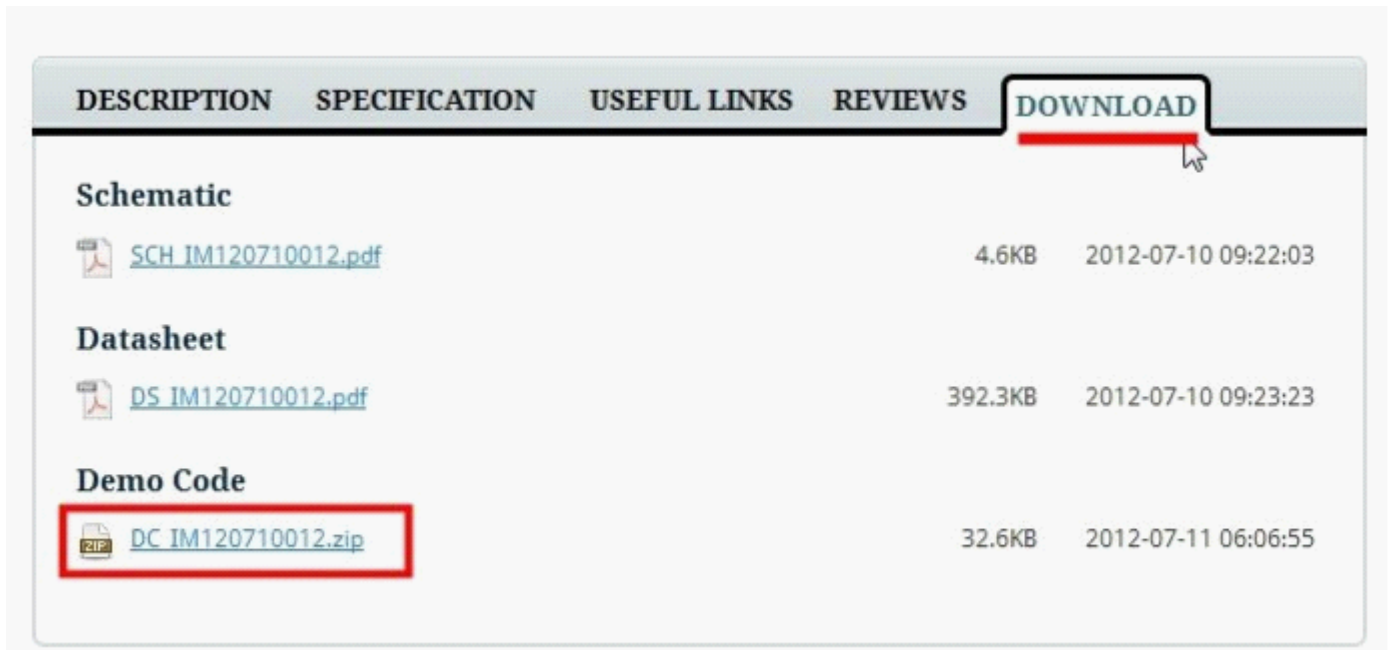 DESCRIPTION SPECIFICATION USEFUL LINKS REVIEWS DOWNLOAD
Schematic
SCH_IM120710012.pdf 4.6KB 2012-07-10 09:22:03
Datasheet
DS_IM120710012.pdf 392.3KB 2012-07-10 09:23:23
Demo Code
ZIP DC_IM120710012.zip 32.6KB 2012-07-11 06:06:55